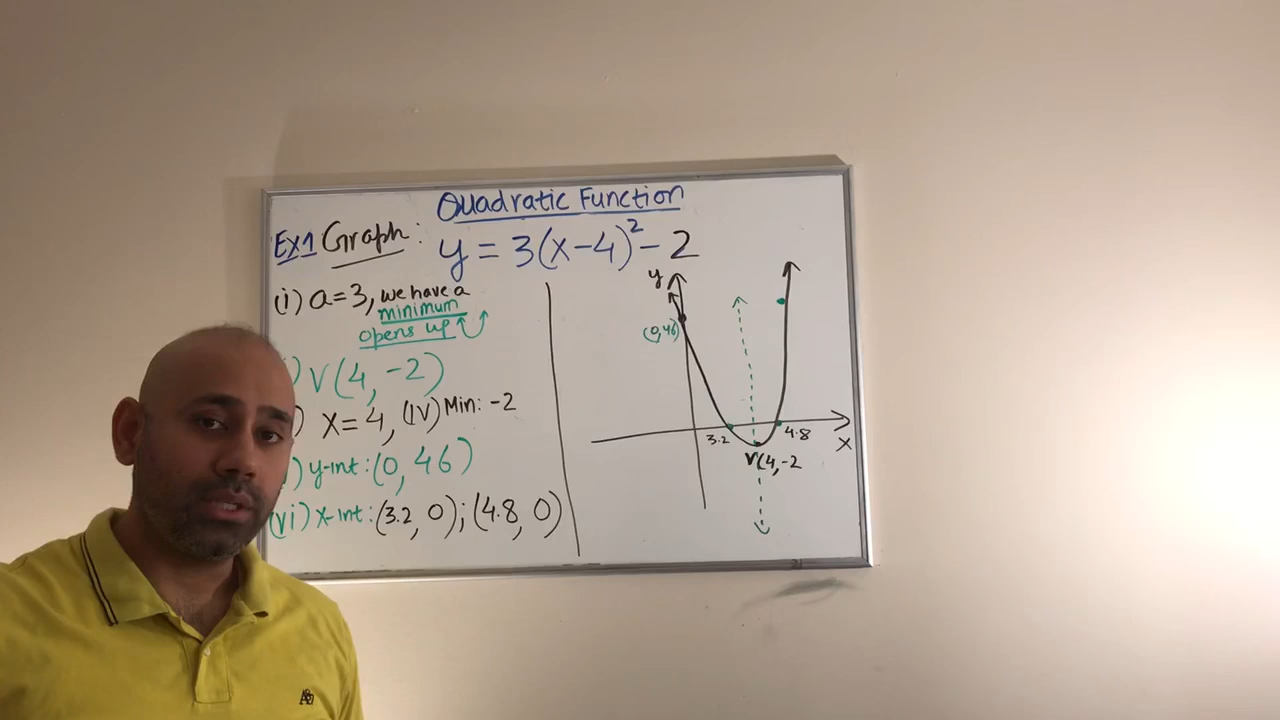 Quadratic Function
Ex1 Graph: y = 3(x-4)² - 2
(i) a=3, we have a
minimum
opens up
) V(4, -2)
) x=4, (IV) Min: -2
) y-int: (0, 46)
(vi) x-int: (3.2, 0); (4.8, 0)
y
(0,46)
3.2
4.8
x
V(4,-2